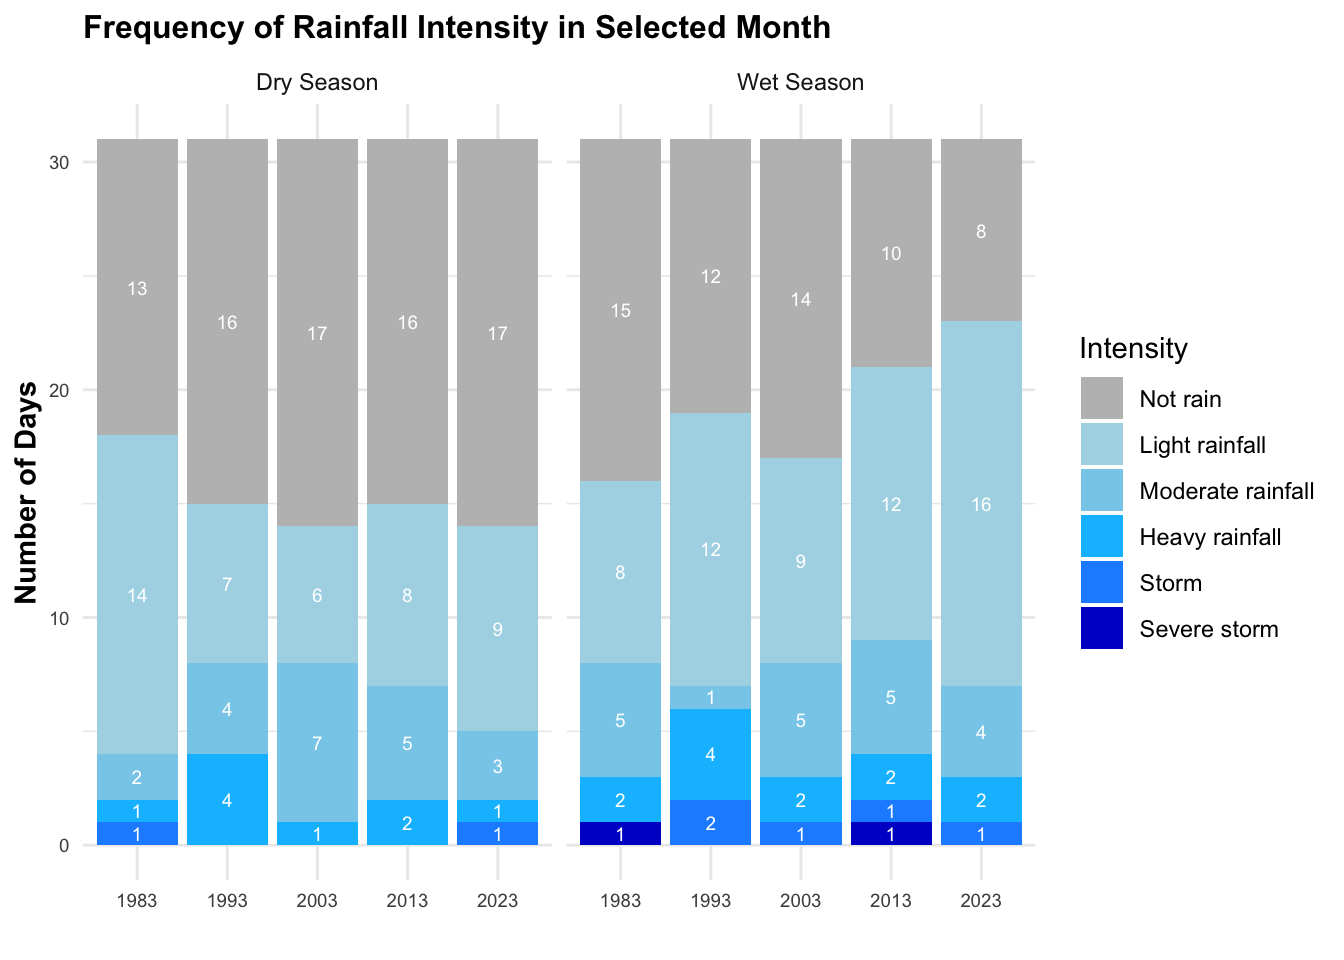 Frequency of Rainfall Intensity in Selected Month
Dry Season
Wet Season
Number of Days
30
20
10
0
13 16 17 16 17
14 7 6 8 9
2 4 7 5 3
1 4 1 2 1
1 1
15 12 14 10 8
8 12 9 12 16
5 1 5 5 4
2 4 2 2 2
1 2 1 1 1
1
1983 1993 2003 2013 2023
1983 1993 2003 2013 2023
Intensity
Not rain
Light rainfall
Moderate rainfall
Heavy rainfall
Storm
Severe storm